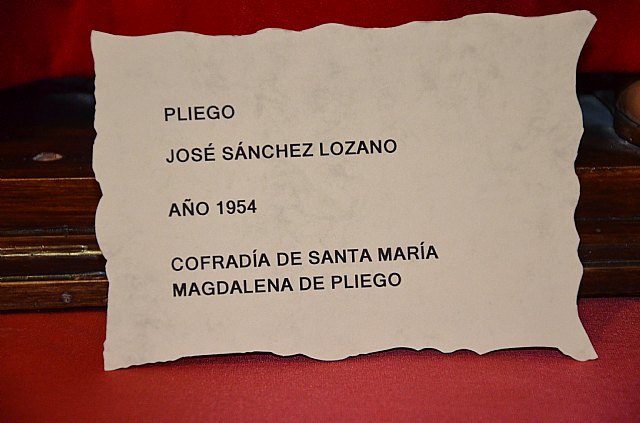 PLIEGO
JOSÉ SÁNCHEZ LOZANO
AÑO 1954
COFRADÍA DE SANTA MARÍA
MAGDALENA DE PLIEGO